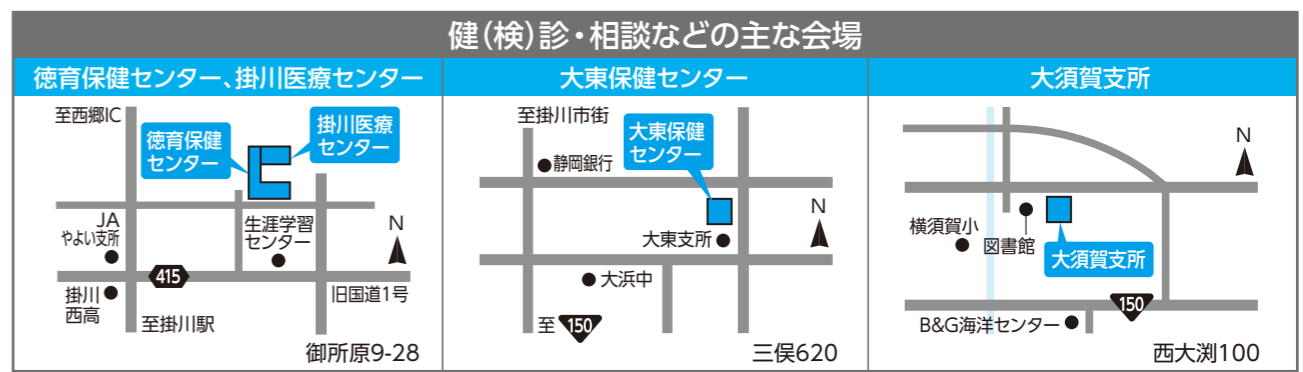 健(検)診・相談などの主な会場
徳育保健センター、掛川医療センター
至西郷IC
徳育保健
センター
掛川医療
センター
JA
やよい支所
生涯学習
センター
N
415
掛川
西高
旧国道1号
至掛川駅
御所原9-28
大東保健センター
至掛川市街
大東保健
センター
静岡銀行
N
大東支所
大浜中
至 150
三俣620
大須賀支所
N
横須賀小
図書館
大須賀支所
150
B&G海洋センター
西大渕100